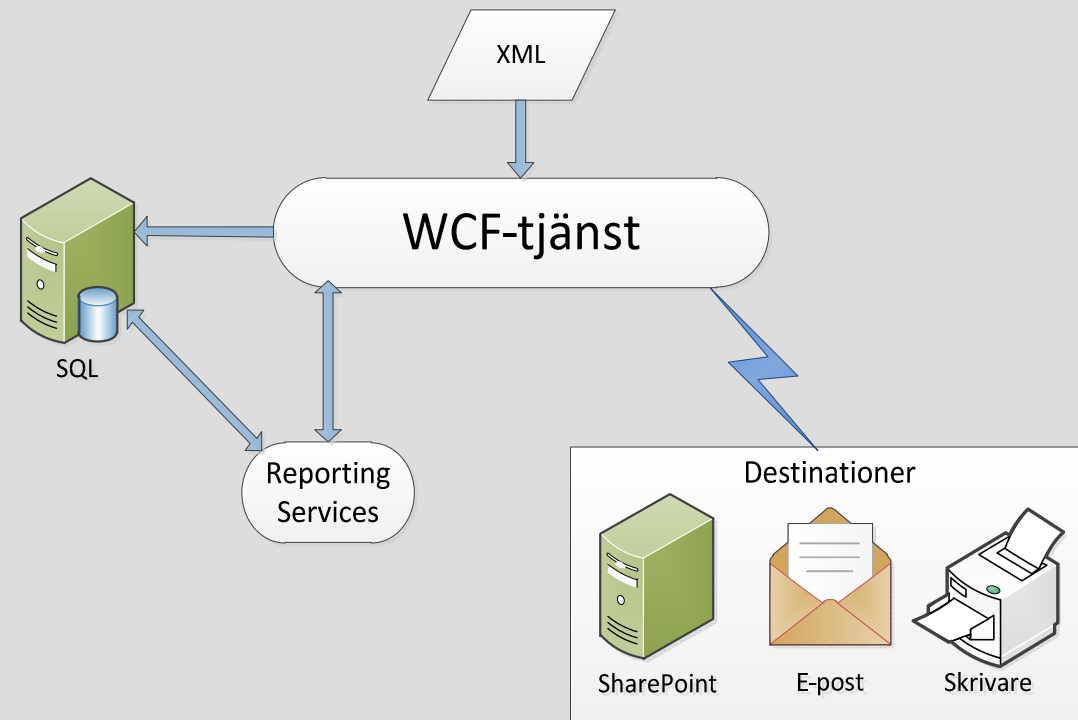 XML
WCF-tjänst
SQL
Reporting
Services
Destinationer
SharePoint
E-post
Skrivare